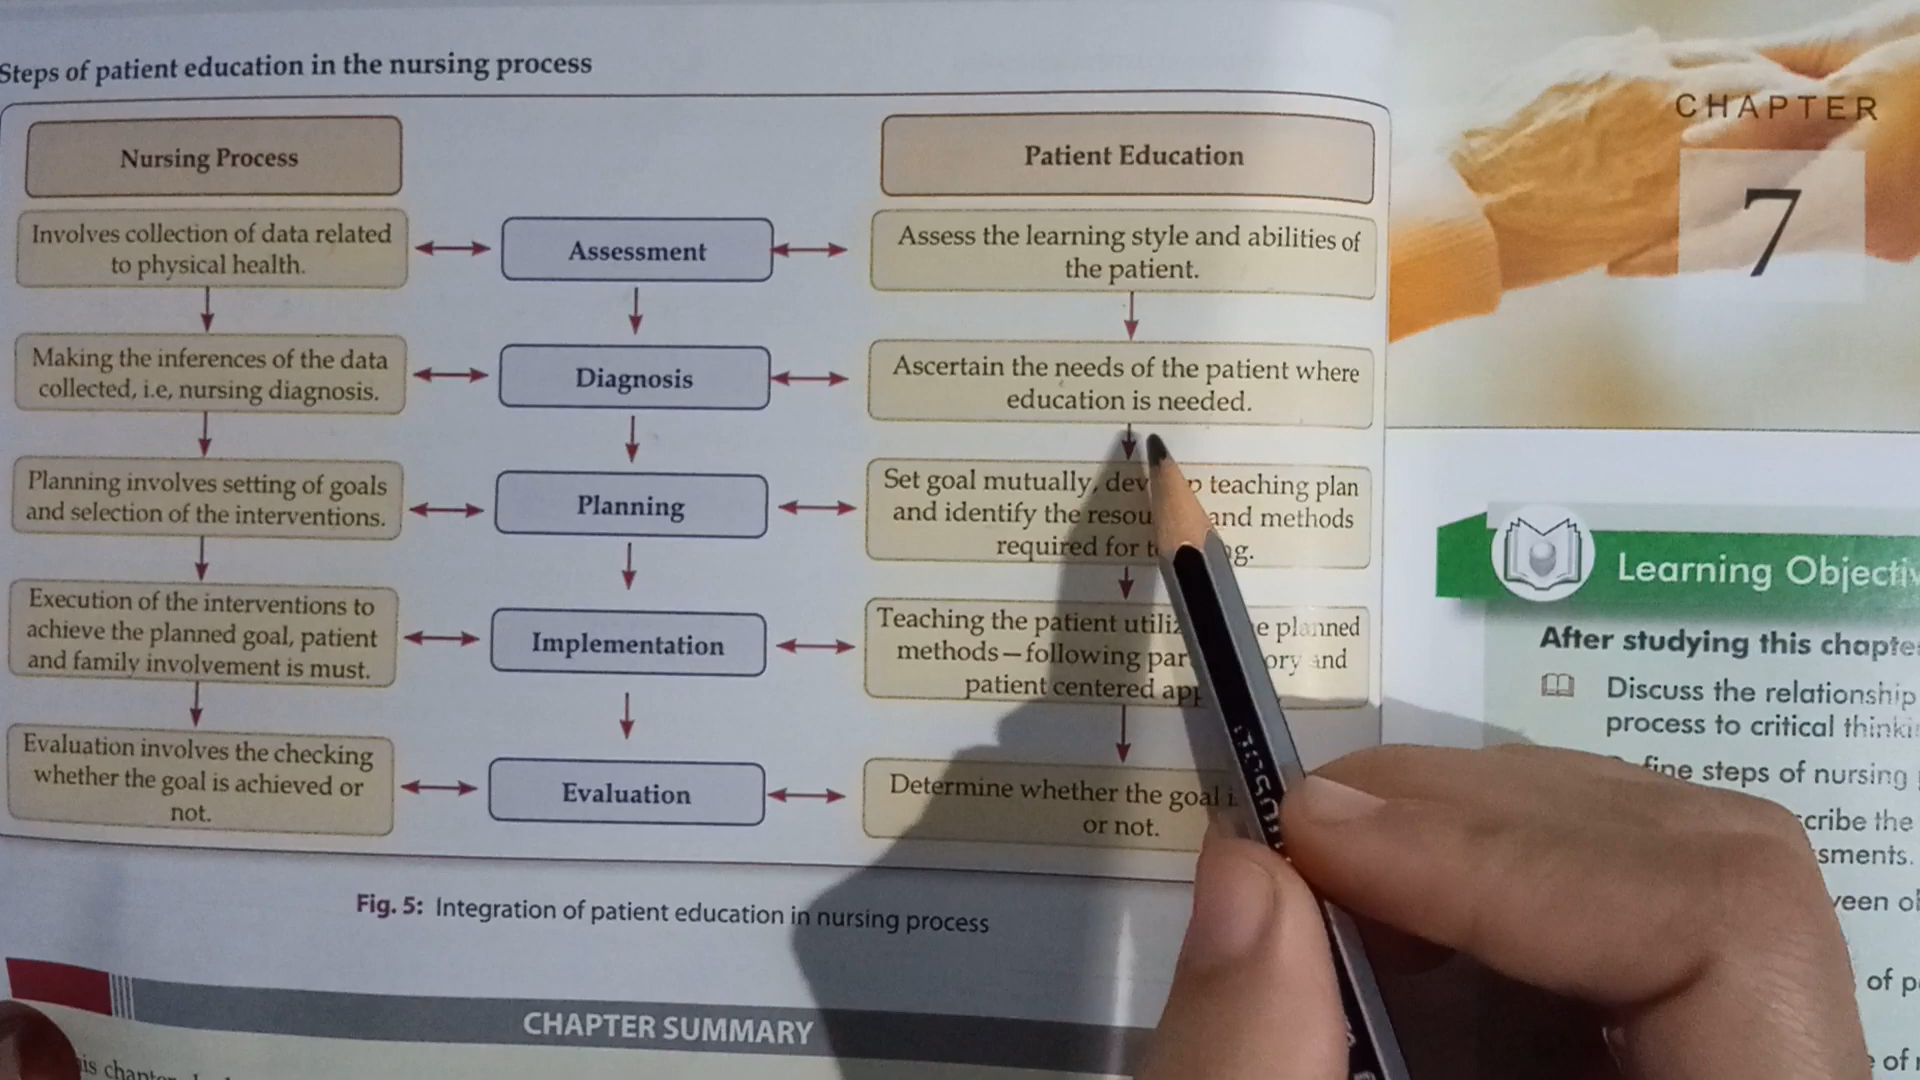 Steps of patient education in the nursing process
Nursing Process
Patient Education
Involves collection of data related
to physical health.
Assessment
Assess the learning style and abilities of
the patient.
Making the inferences of the data
collected, i.e, nursing diagnosis.
Diagnosis
Ascertain the needs of the patient where
education is needed.
Planning involves setting of goals
and selection of the interventions.
Planning
Set goal mutually, teaching plan
and identify the and methods
required for
Execution of the interventions to
achieve the planned goal, patient
and family involvement is must.
Implementation
Teaching the patient planned
methods—following and
patient centered
Evaluation involves the checking
whether the goal is achieved or
not.
Evaluation
Determine whether the goal
or not.
Fig. 5: Integration of patient education in nursing process
CHAPTER SUMMARY
CHAPTER
7
Learning
After studying this
Discuss the relationship
process to critical
steps of nursing
the
of